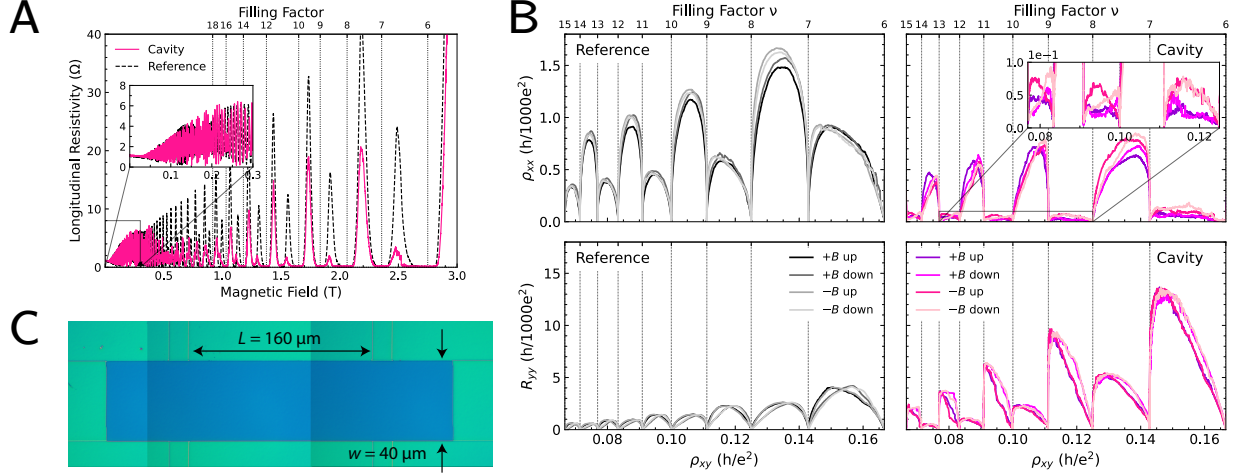 A
Filling Factor
18 16 14 12 10 9 8 7 6
Longitudinal Resistivity (Ω)
40
30
20
10
0
Cavity
Reference
8
6
4
2
0
0.1 0.2 0.3
0.5 1.0 1.5 2.0 2.5 3.0
Magnetic Field (T)
C
L = 160 μm
w = 40 μm
B
Filling Factor ν
15 14 13 12 11 10 9 8 7 6
Reference
ρxx (h/1000e²)
1.5
1.0
0.5
0.0
Filling Factor ν
15 14 13 12 11 10 9 8 7 6
Cavity
1e−1
1.0
0.5
0.0
0.08 0.10 0.12
Reference
Ryy (h/1000e²)
15
10
5
0
+B up
+B down
−B up
−B down
0.08 0.10 0.12 0.14 0.16
ρxy (h/e²)
Cavity
+B up
+B down
−B up
−B down
0.08 0.10 0.12 0.14 0.16
ρxy (h/e²)